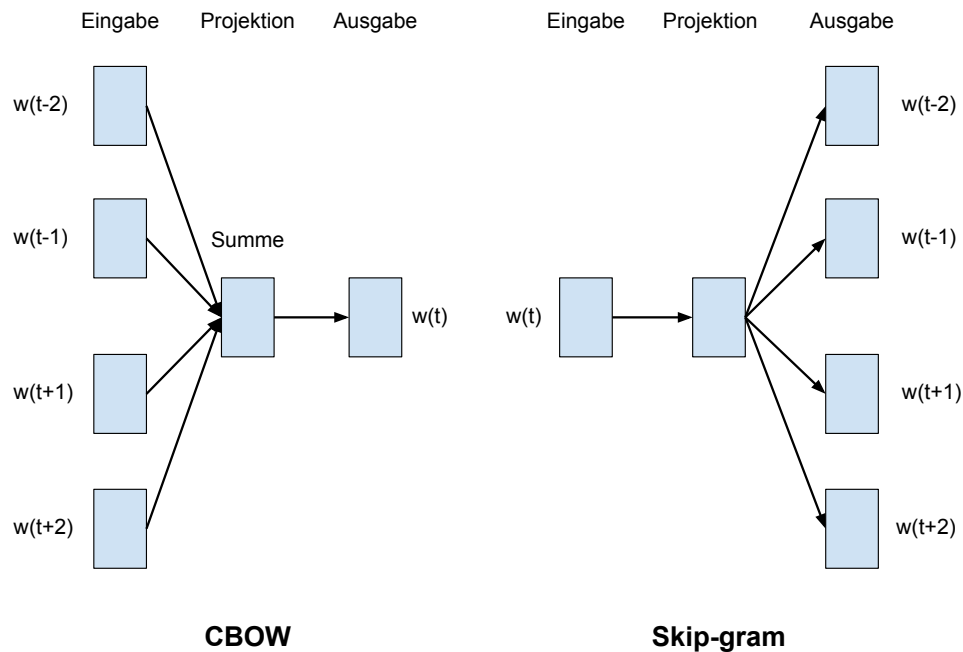 Eingabe Projektion Ausgabe
w(t-2)
w(t-1)
Summe
w(t)
w(t+1)
w(t+2)
CBOW
Eingabe Projektion Ausgabe
w(t-2)
w(t-1)
w(t)
w(t+1)
w(t+2)
Skip-gram